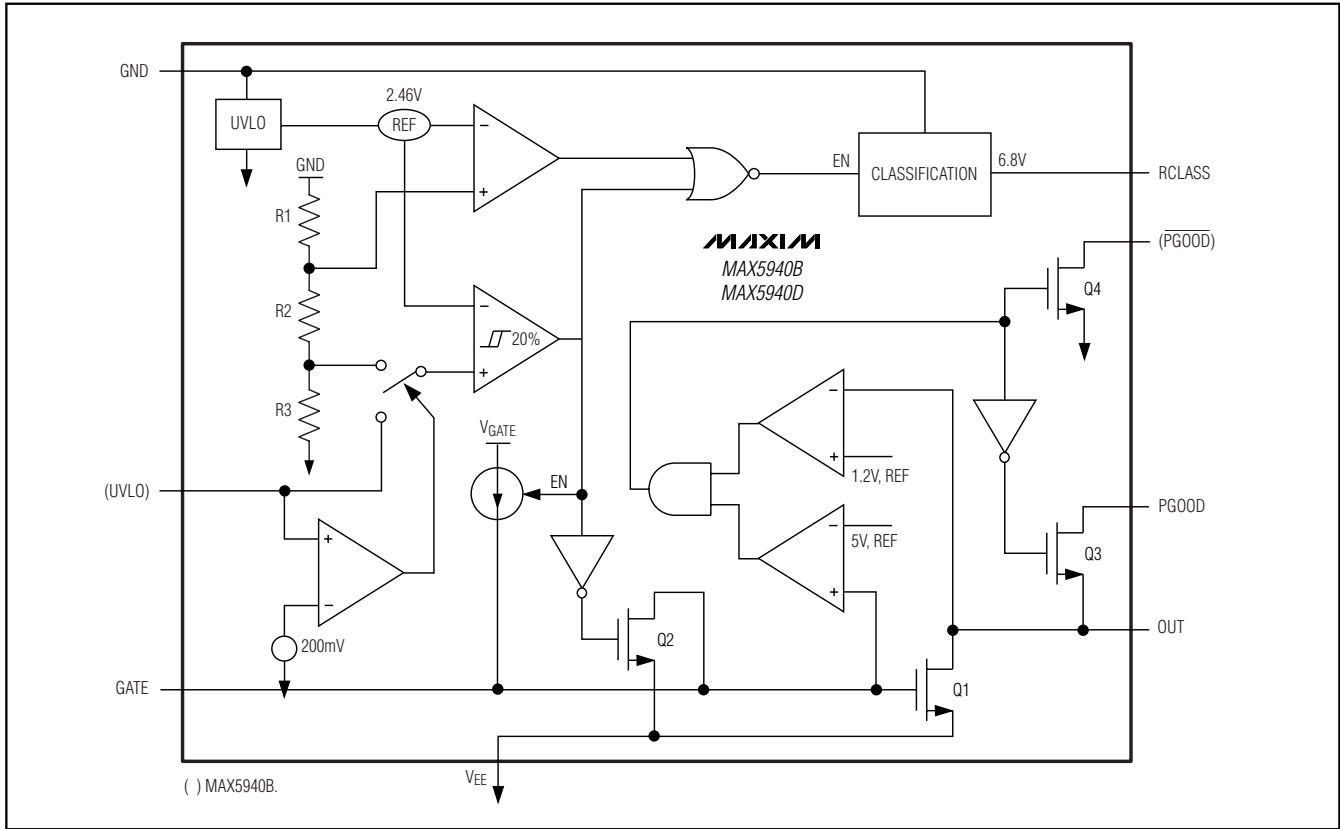 GND
2.46V
UVLO
REF
−
+
GND
R1
R2
R3
EN
CLASSIFICATION
6.8V
RCLASS
MAXIM
MAX5940B
MAX5940D
(PGOOD)
Q4
−
20%
+
VGATE
EN
−
+
1.2V, REF
−
5V, REF
+
(UVLO)
+
−
200mV
PGOOD
Q3
Q2
OUT
GATE
Q1
VEE
( ) MAX5940B.